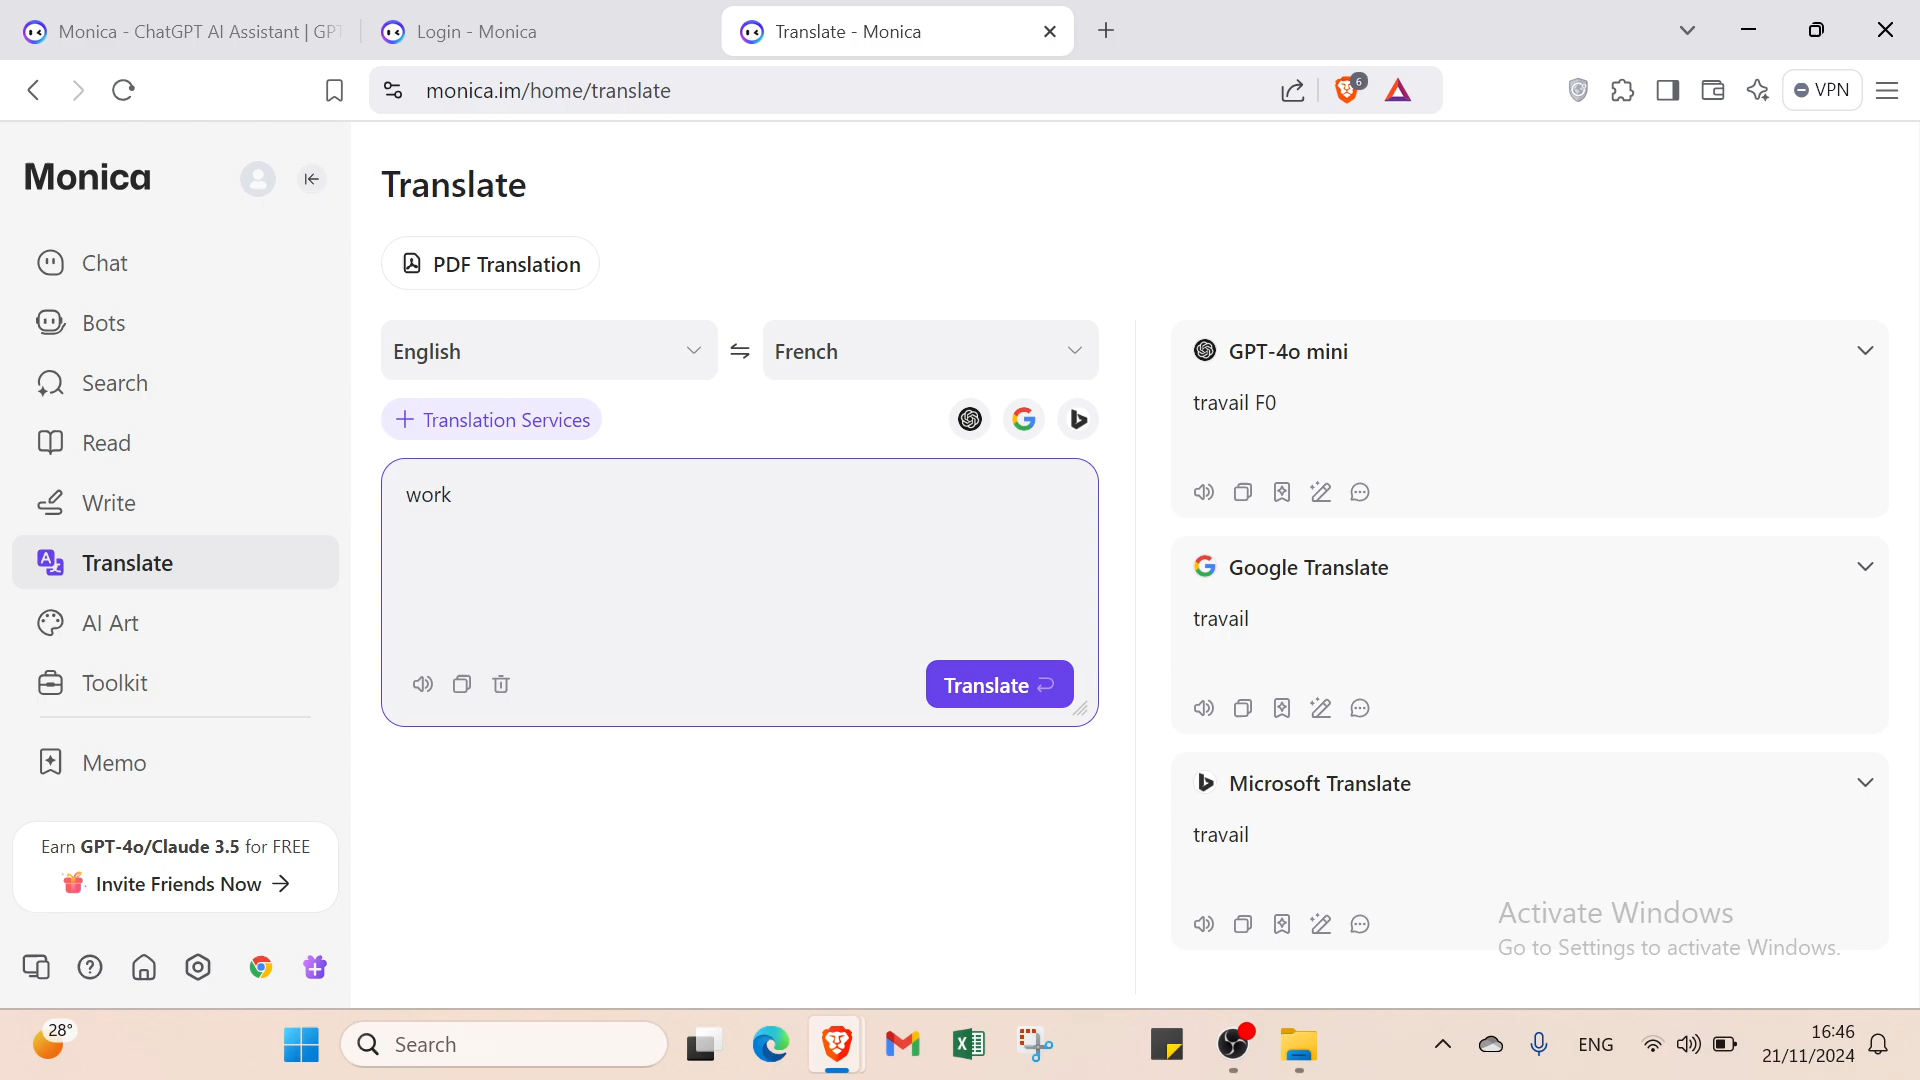 Monica - ChatGPT AI Assistant | GPT
Login - Monica
Translate - Monica
monica.im/home/translate
6
VPN
Monica
Chat
Bots
Search
Read
Write
Translate
AI Art
Toolkit
Memo
Earn GPT-4o/Claude 3.5 for FREE
Invite Friends Now →
Translate
PDF Translation
English
French
+ Translation Services
work
Translate
GPT-4o mini
travail F0
Google Translate
travail
Microsoft Translate
travail
Activate Windows
Go to Settings to activate Windows.
28°
Search
ENG
16:46
21/11/2024